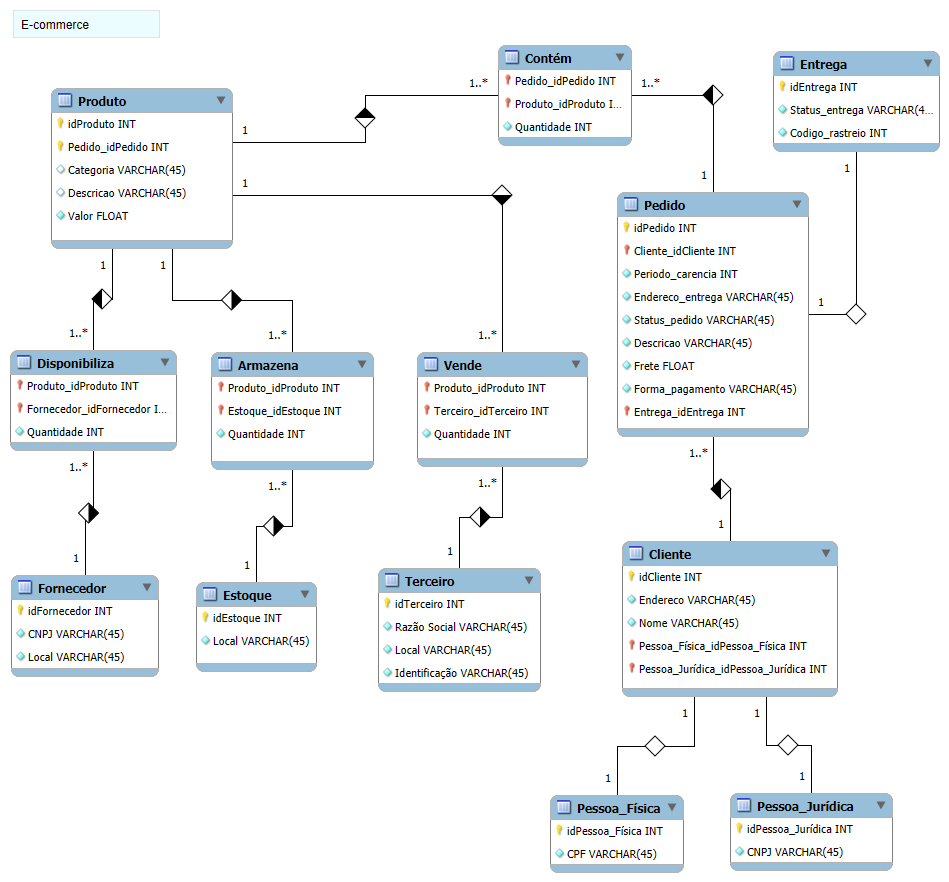 E-commerce
Contém
Pedido_idPedido INT
Produto_idProduto I...
Quantidade INT
Entrega
idEntrega INT
Status_entrega VARCHAR(4...
Codigo_rastreio INT
Produto
idProduto INT
Pedido_idPedido INT
Categoria VARCHAR(45)
Descricao VARCHAR(45)
Valor FLOAT
1..*
1..*
1
1
1
1
Pedido
idPedido INT
Cliente_idCliente INT
Periodo_carencia INT
Endereco_entrega VARCHAR(45)
Status_pedido VARCHAR(45)
Descricao VARCHAR(45)
Frete FLOAT
Forma_pagamento VARCHAR(45)
Entrega_idEntrega INT
1
1
1
1..*
1..*
1..*
Disponibiliza
Produto_idProduto INT
Fornecedor_idFornecedor I...
Quantidade INT
Armazena
Produto_idProduto INT
Estoque_idEstoque INT
Quantidade INT
Vende
Produto_idProduto INT
Terceiro_idTerceiro INT
Quantidade INT
1..*
1..*
1..*
1..*
1
1
1
1
Fornecedor
idFornecedor INT
CNPJ VARCHAR(45)
Local VARCHAR(45)
Estoque
idEstoque INT
Local VARCHAR(45)
Terceiro
idTerceiro INT
Razão Social VARCHAR(45)
Local VARCHAR(45)
Identificação VARCHAR(45)
Cliente
idCliente INT
Endereco VARCHAR(45)
Nome VARCHAR(45)
Pessoa_Física_idPessoa_Física INT
Pessoa_Jurídica_idPessoa_Jurídica INT
1
1
1
1
Pessoa_Física
idPessoa_Física INT
CPF VARCHAR(45)
Pessoa_Jurídica
idPessoa_Jurídica INT
CNPJ VARCHAR(45)